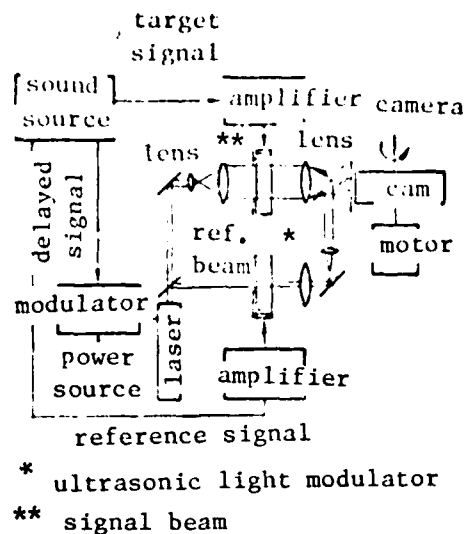 target
signal
sound
source
amplifier
camera
**
lens
lens
cam
delayed
signal
ref.
beam
*
motor
modulator
power
source
laser
amplifier
reference signal
* ultrasonic light modulator
** signal beam